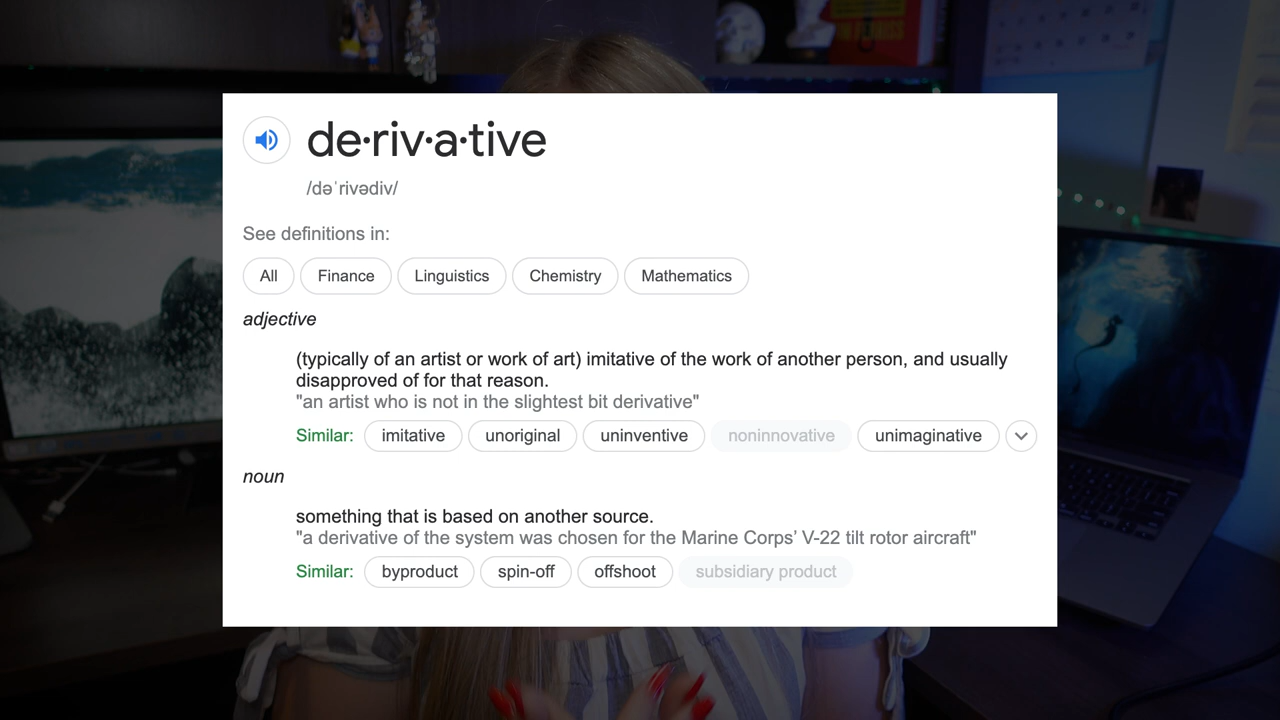 de·riv·a·tive
/dəˈrivədiv/
See definitions in:
All Finance Linguistics Chemistry Mathematics
adjective
(typically of an artist or work of art) imitative of the work of another person, and usually
disapproved of for that reason.
"an artist who is not in the slightest bit derivative"
Similar: imitative unoriginal uninventive noninnovative unimaginative
noun
something that is based on another source.
"a derivative of the system was chosen for the Marine Corps’ V-22 tilt rotor aircraft"
Similar: byproduct spin-off offshoot subsidiary product